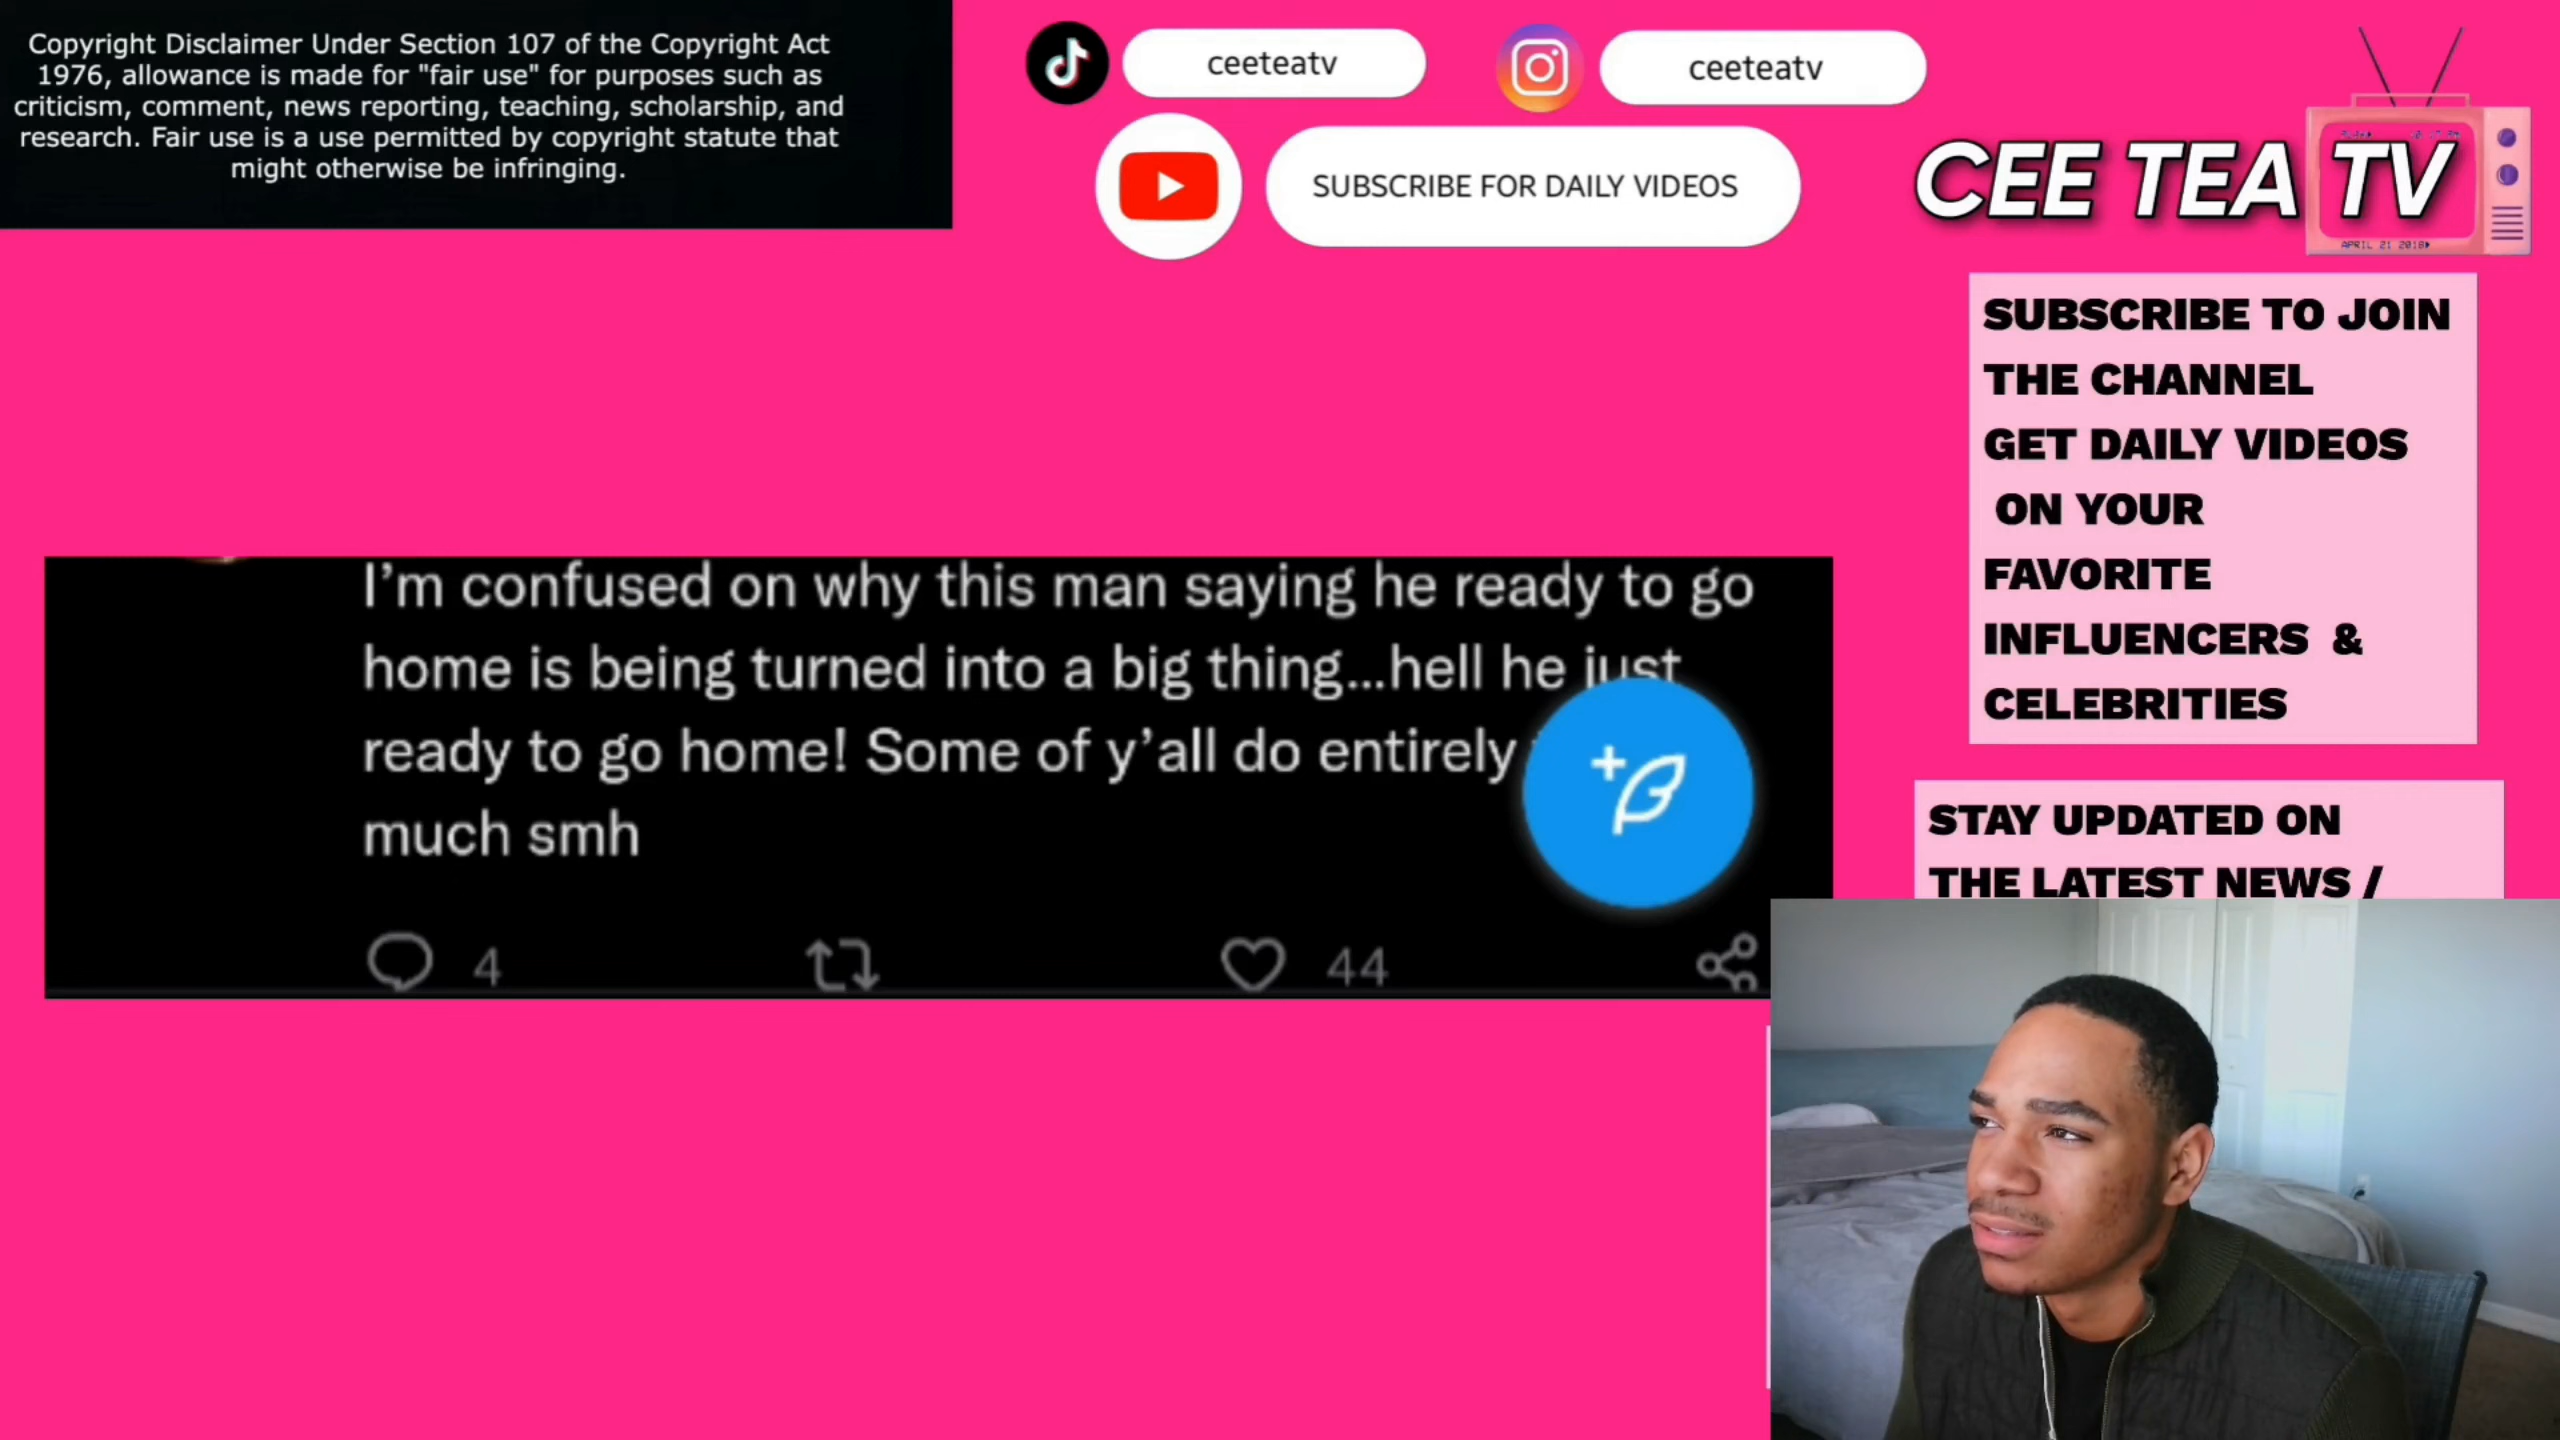 Copyright Disclaimer Under Section 107 of the Copyright Act
1976, allowance is made for "fair use" for purposes such as
criticism, comment, news reporting, teaching, scholarship, and
research. Fair use is a use permitted by copyright statute that
might otherwise be infringing.
ceeteatv
ceeteatv
SUBSCRIBE FOR DAILY VIDEOS
CEE TEA TV
APRIL 21 2018
SUBSCRIBE TO JOIN
THE CHANNEL
GET DAILY VIDEOS
ON YOUR
FAVORITE
INFLUENCERS &
CELEBRITIES
STAY UPDATED ON
THE LATEST NEWS /
I'm confused on why this man saying he ready to go
home is being turned into a big thing...hell he just
ready to go home! Some of y'all do entirely
much smh
4
44